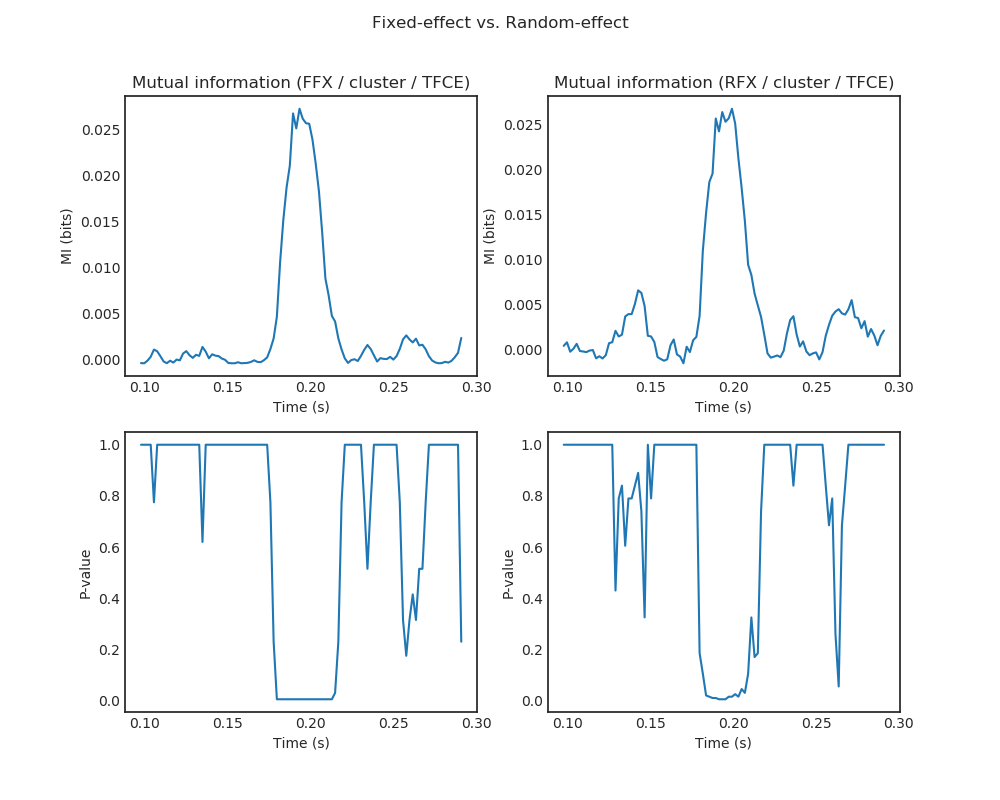 Fixed-effect vs. Random-effect
Mutual information (FFX / cluster / TFCE)
MI (bits)
0.025
0.020
0.015
0.010
0.005
0.000
0.10 0.15 0.20 0.25 0.30
Time (s)
Mutual information (RFX / cluster / TFCE)
MI (bits)
0.025
0.020
0.015
0.010
0.005
0.000
0.10 0.15 0.20 0.25 0.30
Time (s)
P-value
1.0
0.8
0.6
0.4
0.2
0.0
0.10 0.15 0.20 0.25 0.30
Time (s)
P-value
1.0
0.8
0.6
0.4
0.2
0.0
0.10 0.15 0.20 0.25 0.30
Time (s)